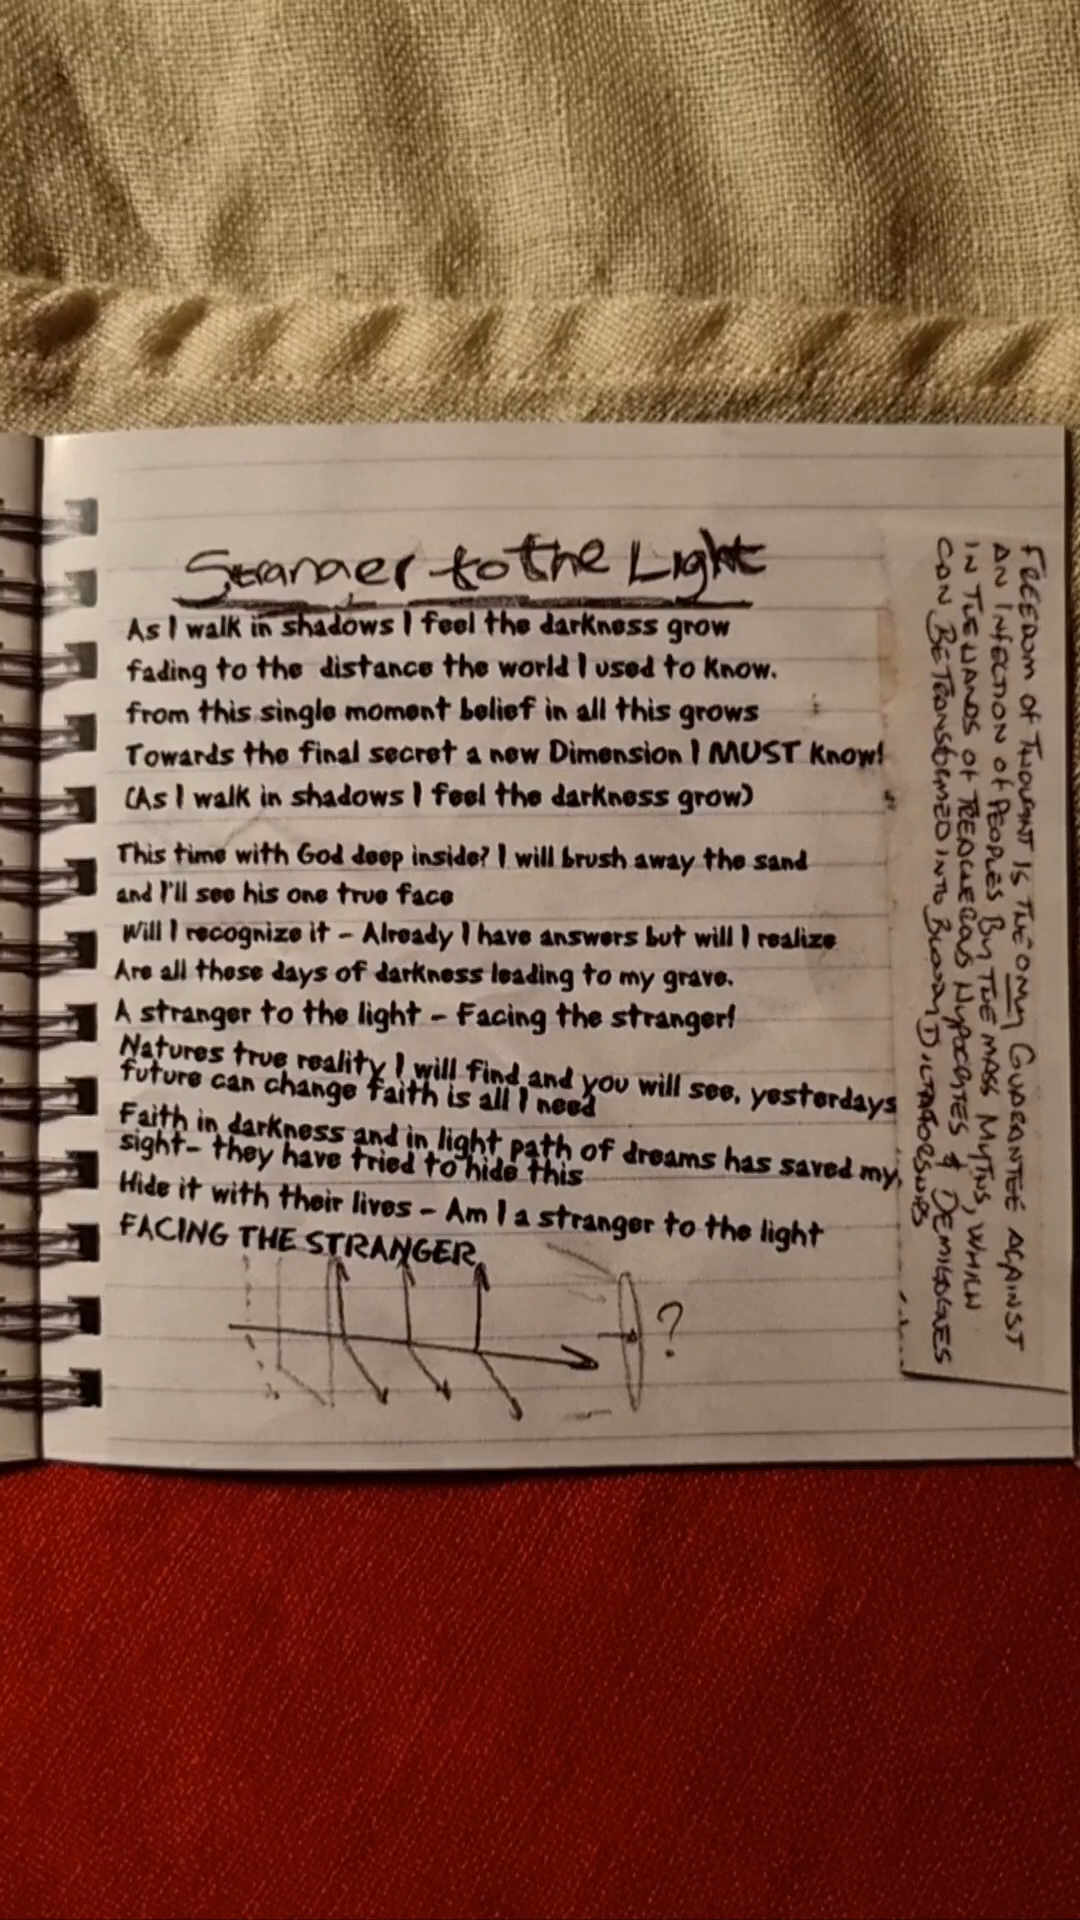 Stranger to the Light
As I walk in shadows I feel the darkness grow
fading to the distance the world I used to know.
from this single moment belief in all this grows
Towards the final secret a new Dimension I MUST Know!
(As I walk in shadows I feel the darkness grow)
This time with God deep inside? I will brush away the sand
and I'll see his one true face
Will I recognize it - Already I have answers but will I realize
Are all these days of darkness leading to my grave.
A stranger to the light - Facing the stranger!
Natures true reality I will find and you will see, yesterdays
future can change faith is all I need
Faith in darkness and in light path of dreams has saved my
sight- they have tried to hide this
Hide it with their lives - Am I a stranger to the light
FACING THE STRANGER
?
FREEDOM OF THOUGHT IS THE ONLY GUARANTEE AGAINST
AN INFECTION OF PEOPLES BY THE MASS MYTHS, WHICH
IN THE HANDS OF TREACHEROUS HYPOCRITES & DEMIGOGUES
CAN BE TRANSFORMED INTO BLOODY DICTATORSHIPS